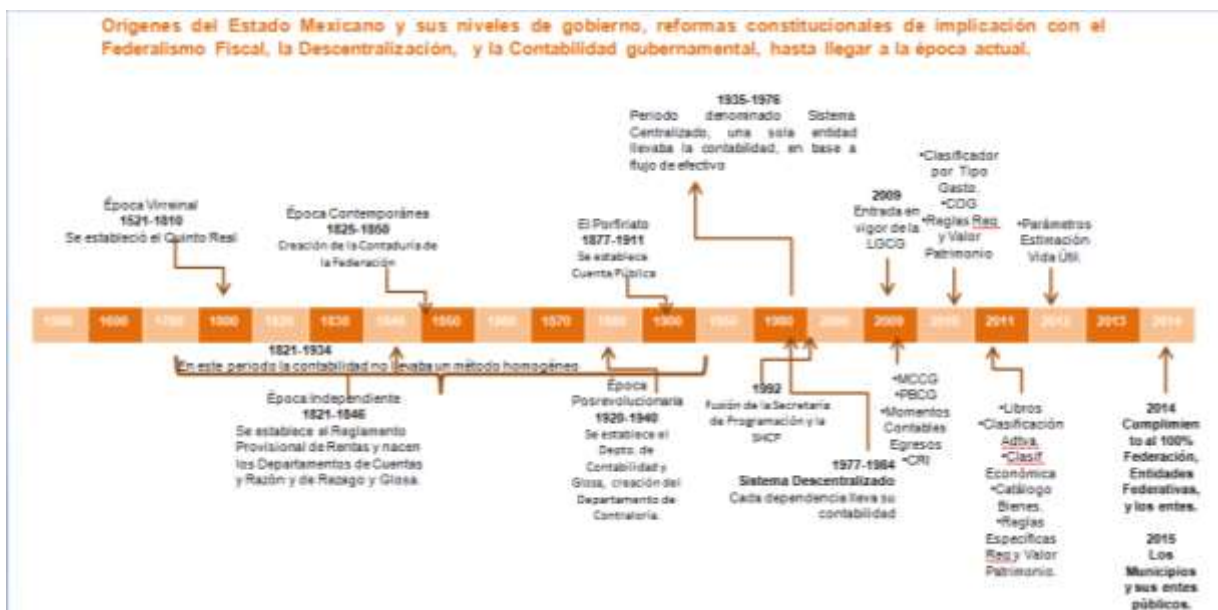 Orígenes del Estado Mexicano y sus niveles de gobierno, reformas constitucionales de implicación con el
Federalismo Fiscal, la Descentralización, y la Contabilidad gubernamental, hasta llegar a la época actual.
1935-1976
Periodo denominado Sistema
Centralizado, una sola entidad
llevaba la contabilidad, en base a
flujo de efectivo
Época Virreinal
1521-1810
Se estableció el Quinto Real
Época Contemporánea
1825-1850
Creación de la Contaduría de
la Federación
El Porfiriato
1877-1911
Se establece
Cuenta Pública
2009
Entrada en
vigor de la
LGCG
•Clasificador
por Tipo
Gasto.
•COG
•Reglas Reg
y Valor
Patrimonio
•Parámetros
Estimación
Vida Útil.
1600 1700 1800 1820 1830 1840 1850 1870 1900 1980 2009 2011 2012 2013 2014
1821-1934
En este periodo la contabilidad no llevaba un método homogéneo
Época Independiente
1821-1846
Se establece el Reglamento
Provisional de Rentas y nacen
los Departamentos de Cuentas
y Razón y de Rezago y Glosa.
Época
Posrevolucionaria
1920-1940
Se establece el
Depto. de
Contabilidad y
Glosa, creación del
Departamento de
Contraloría.
1992
Fusión de la Secretaría
de Programación y la
SHCP
1977-1984
Sistema Descentralizado
Cada dependencia lleva su
contabilidad
•MCCG
•PBCG
•Momentos
Contables
Egresos
•CRI
•Libros
•Clasificación
Adtiva.
•Clasif.
Económica
•Catálogo
Bienes.
•Reglas
Específicas
Reg y Valor
Patrimonio.
2014
Cumplimien
to al 100%
Federación,
Entidades
Federativas,
y los entes.
2015
Los
Municipios
y sus entes
públicos.